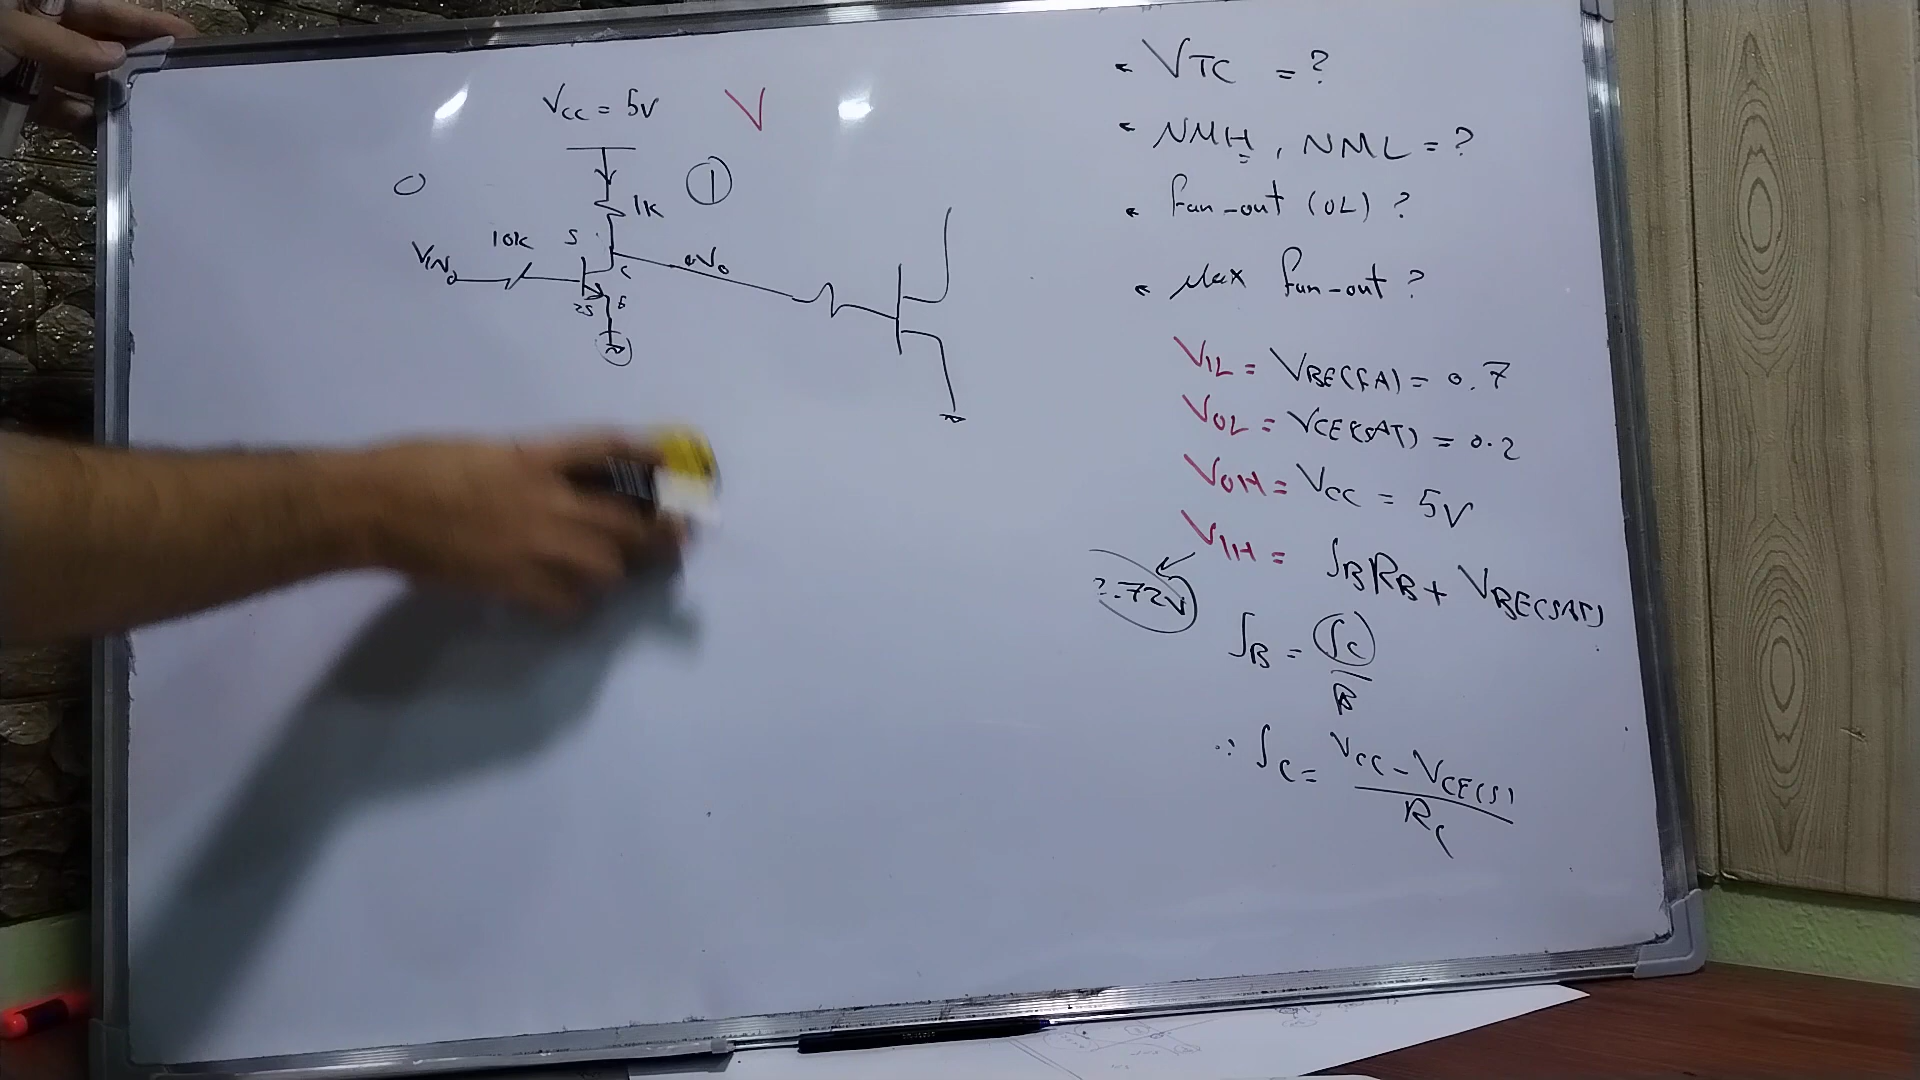 VCC = 5V
V
0
①
1K
10K
S
VIN
C
Vo
25
E
VTC = ?
NMH, NML = ?
fan-out (OL) ?
Max fan-out ?
VIL = VBE(FA) = 0.7
VOL = VCE(SAT) = 0.2
VOH = VCC = 5V
VIH = IBRB + VBE(SAT)
2.72V
IB = IC / B
∵ IC = VCC - VCE(S) / RC